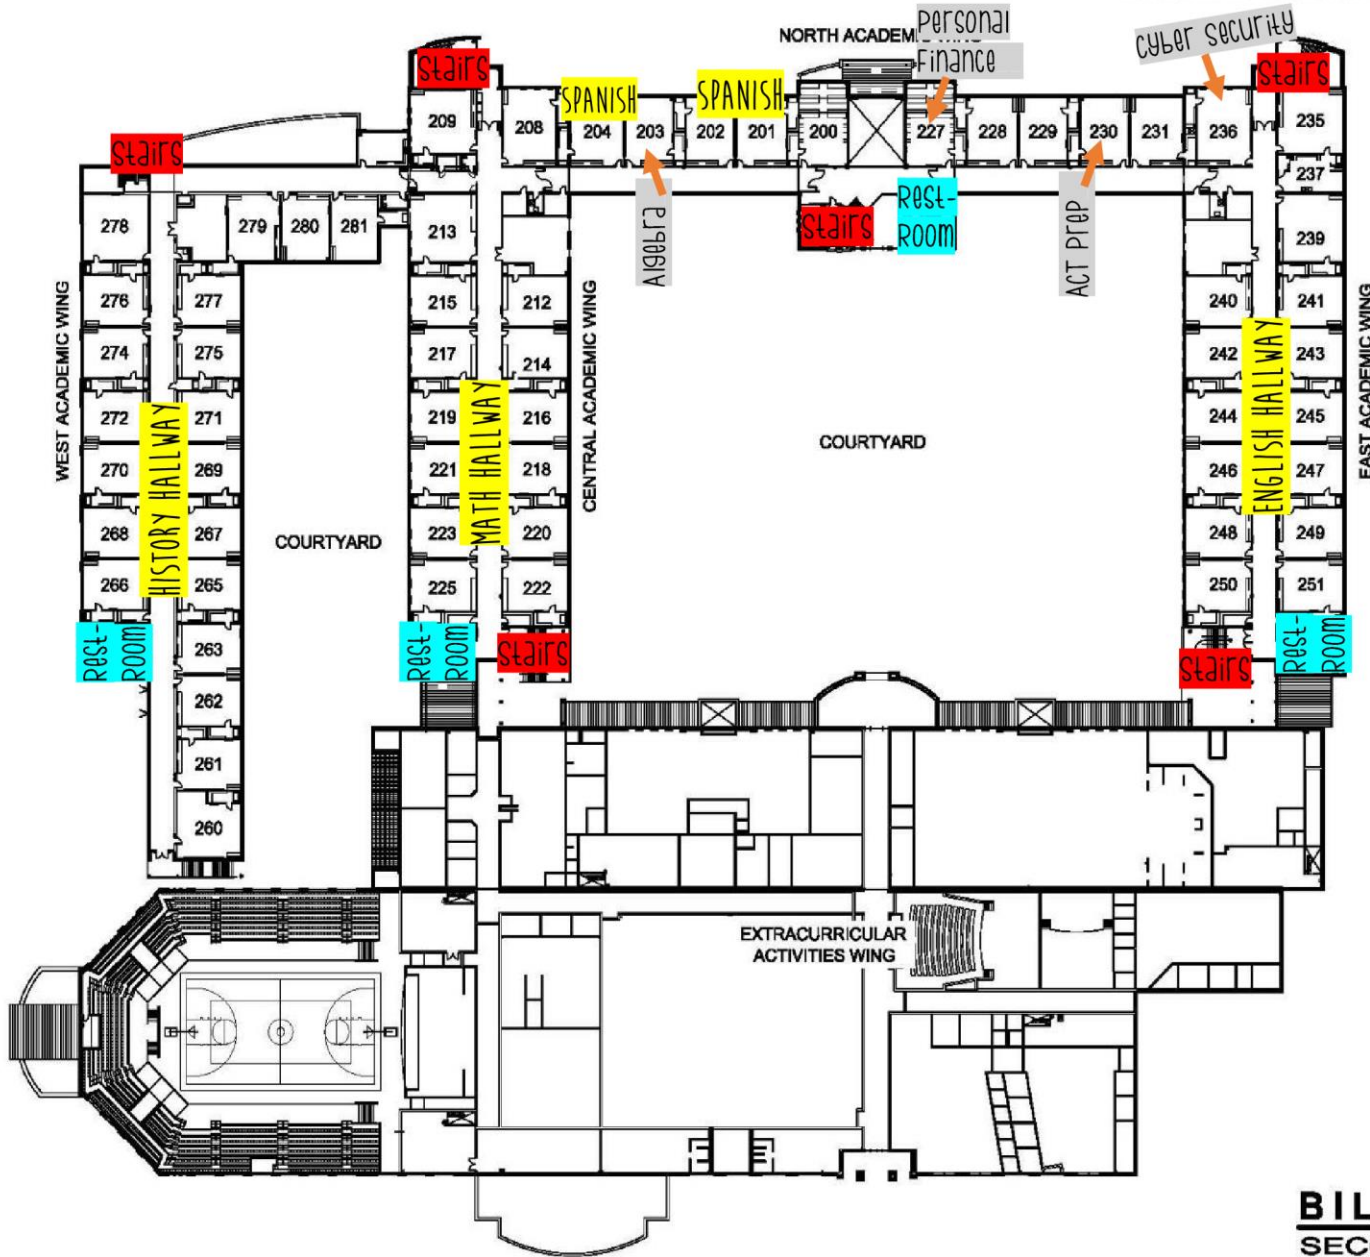 Personal
NORTH ACADEMIC WING
Finance
Cyber Security
Stairs
Stairs
SPANISH
SPANISH
209
208
204
203
202
201
200
227
228
229
230
231
236
235
Stairs
237
Algebra
ACT Prep
Rest-
Room
Stairs
278
279
280
281
213
239
276
277
215
212
240
241
WEST ACADEMIC WING
CENTRAL ACADEMIC WING
EAST ACADEMIC WING
274
275
217
214
242
243
HISTORY HALLWAY
MATH HALLWAY
ENGLISH HALLWAY
272
271
219
216
244
245
COURTYARD
270
269
221
218
246
247
268
267
COURTYARD
223
220
248
249
266
265
225
222
250
251
Rest-
Room
263
Rest-
Room
Stairs
Stairs
Rest-
Room
262
261
260
EXTRACURRICULAR
ACTIVITIES WING
BIL
SEC